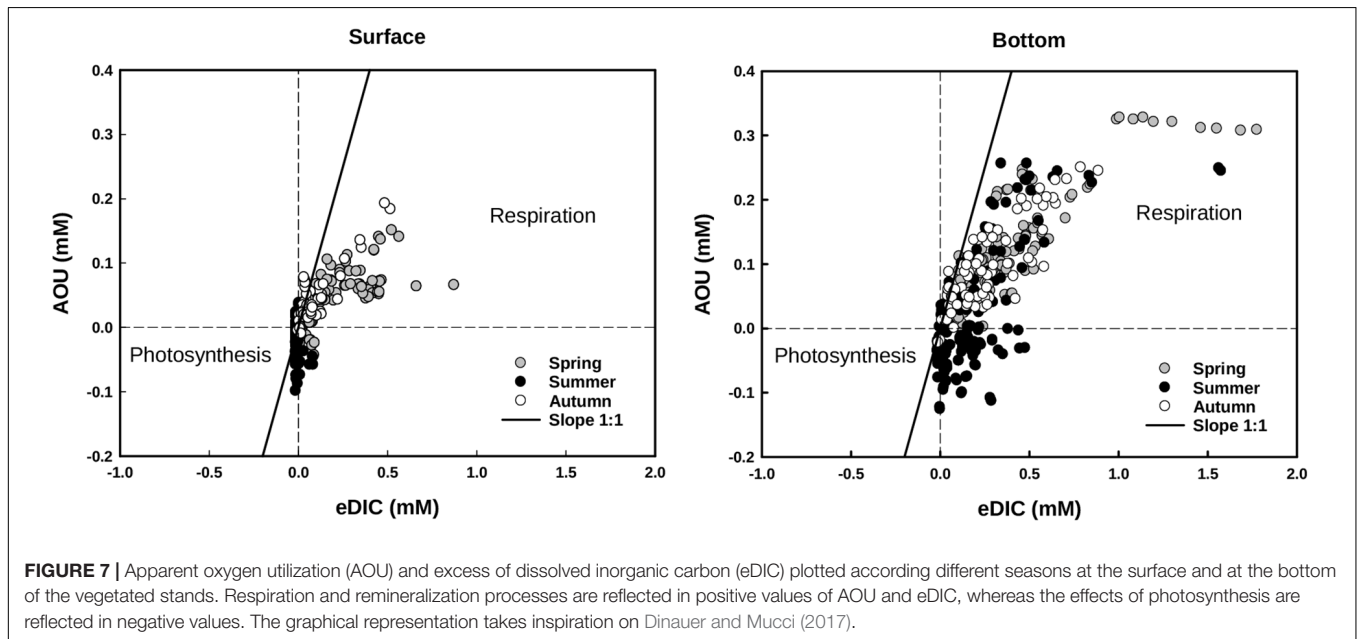 Surface
0.4
0.3
0.2
0.1
0.0
-0.1
-0.2
AOU (mM)
-1.0 -0.5 0.0 0.5 1.0 1.5 2.0
eDIC (mM)
Respiration
Photosynthesis
Spring
Summer
Autumn
Slope 1:1
Bottom
0.4
0.3
0.2
0.1
0.0
-0.1
-0.2
AOU (mM)
-1.0 -0.5 0.0 0.5 1.0 1.5 2.0
eDIC (mM)
Respiration
Photosynthesis
Spring
Summer
Autumn
Slope 1:1
FIGURE 7 | Apparent oxygen utilization (AOU) and excess of dissolved inorganic carbon (eDIC) plotted according different seasons at the surface and at the bottom
of the vegetated stands. Respiration and remineralization processes are reflected in positive values of AOU and eDIC, whereas the effects of photosynthesis are
reflected in negative values. The graphical representation takes inspiration on Dinauer and Mucci (2017).